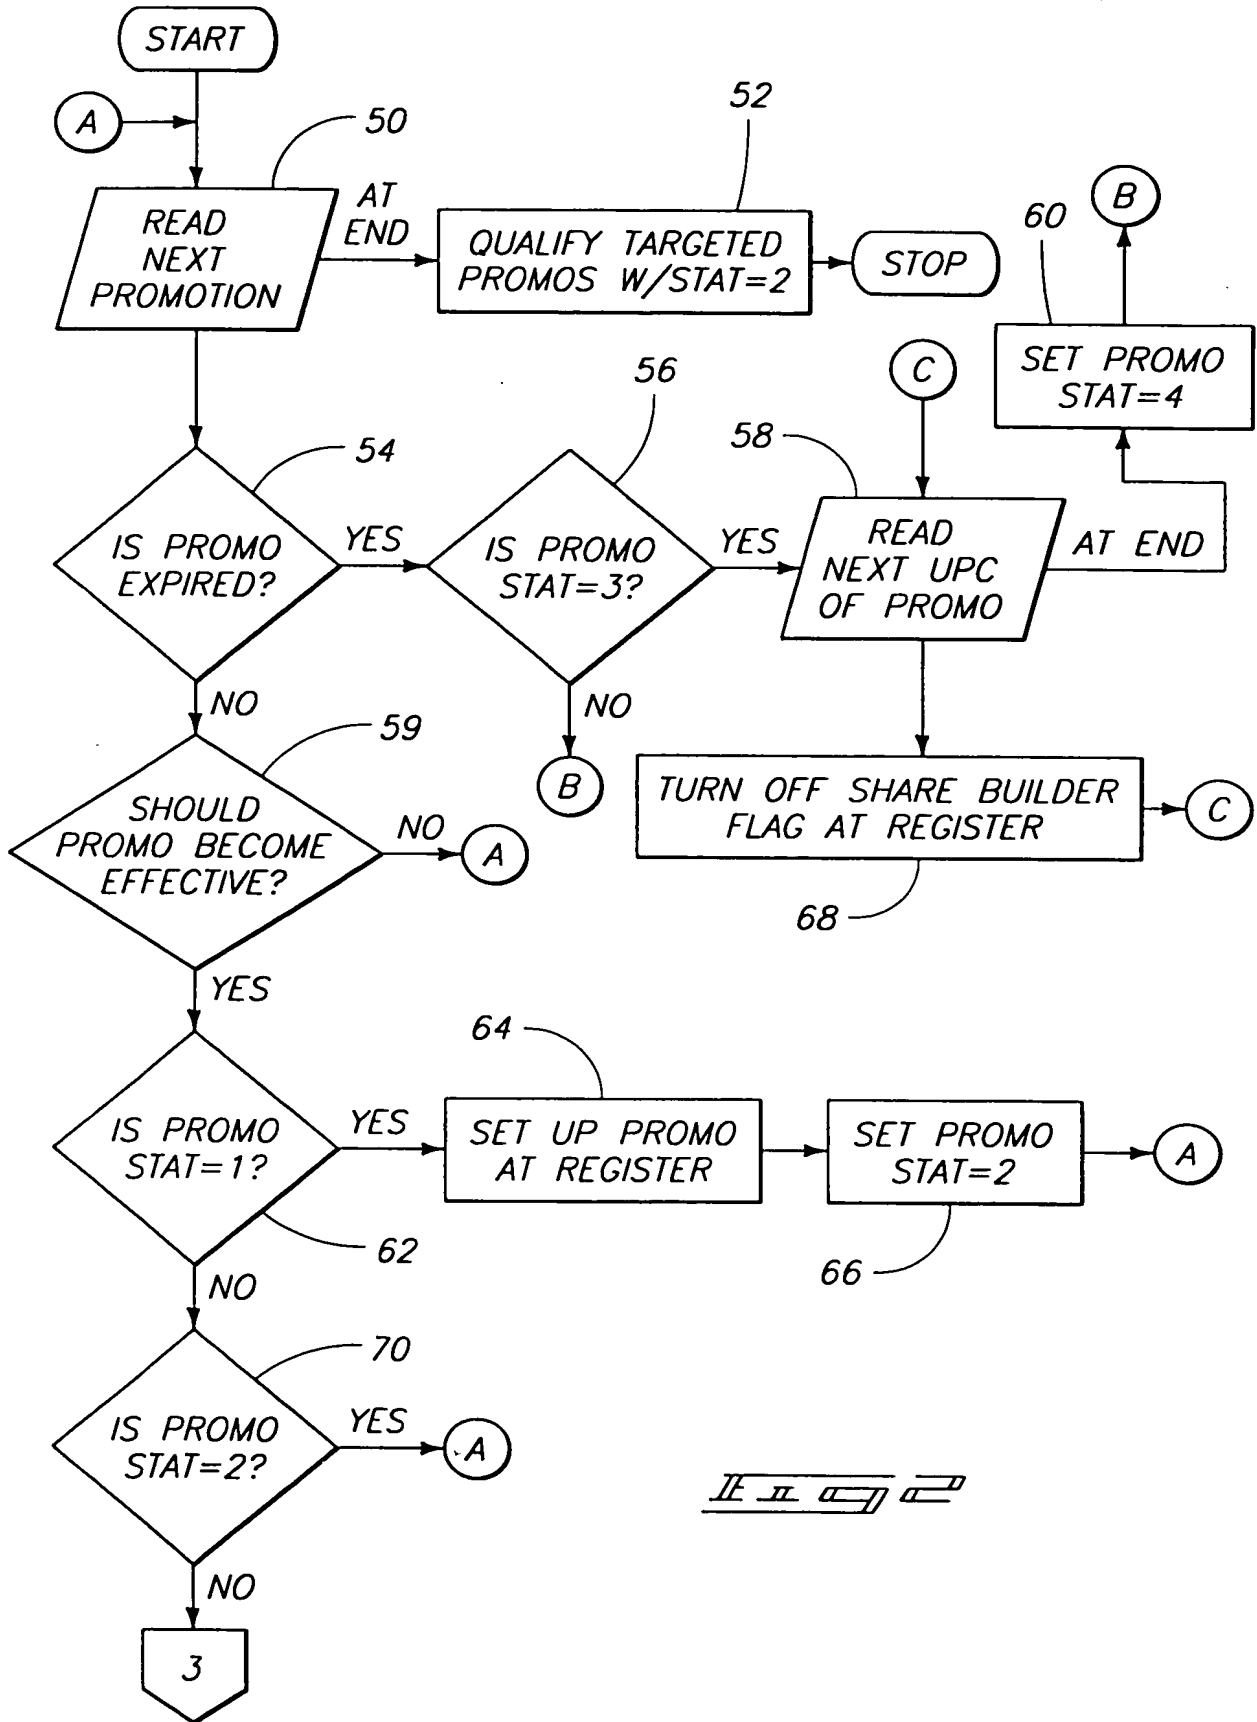 START
A
50
52
READ
NEXT
PROMOTION
AT
END
QUALIFY TARGETED
PROMOS W/STAT=2
STOP
B
60
SET PROMO
STAT=4
54
56
C
58
IS PROMO
EXPIRED?
YES
IS PROMO
STAT=3?
YES
READ
NEXT UPC
OF PROMO
AT END
NO
NO
B
59
SHOULD
PROMO BECOME
EFFECTIVE?
NO
A
TURN OFF SHARE BUILDER
FLAG AT REGISTER
C
68
YES
64
IS PROMO
STAT=1?
YES
SET UP PROMO
AT REGISTER
SET PROMO
STAT=2
A
62
66
NO
70
IS PROMO
STAT=2?
YES
A
NO
3
Fig 2